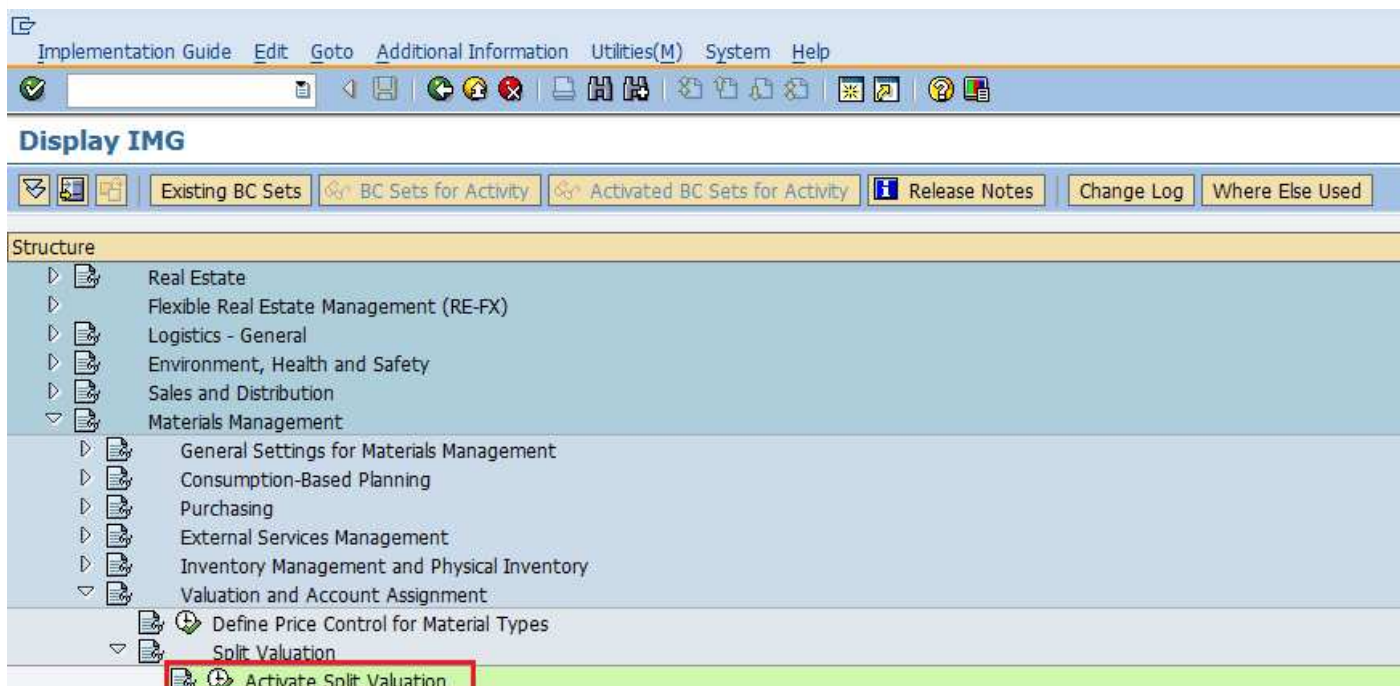 Implementation Guide Edit Goto Additional Information Utilities(M) System Help
Display IMG
Existing BC Sets BC Sets for Activity Activated BC Sets for Activity Release Notes Change Log Where Else Used
Structure
Real Estate
Flexible Real Estate Management (RE-FX)
Logistics - General
Environment, Health and Safety
Sales and Distribution
Materials Management
General Settings for Materials Management
Consumption-Based Planning
Purchasing
External Services Management
Inventory Management and Physical Inventory
Valuation and Account Assignment
Define Price Control for Material Types
Split Valuation
Activate Split Valuation